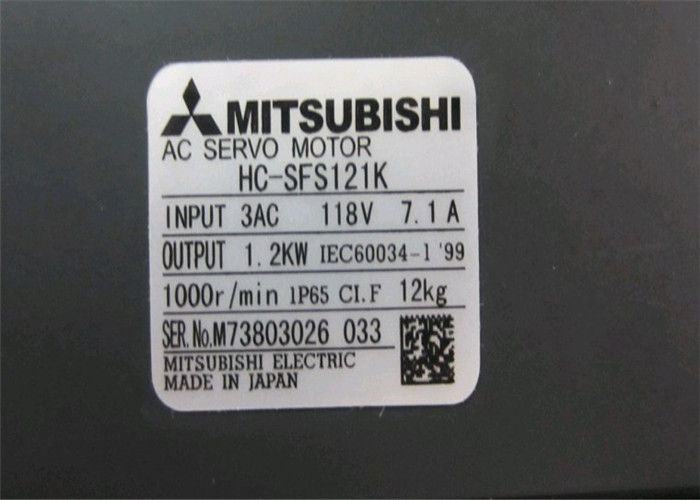 MITSUBISHI
AC SERVO MOTOR
HC-SFS121K
INPUT 3AC 118V 7.1A
OUTPUT 1.2KW IEC60034-1 '99
1000r/min IP65 CI.F 12kg
SER.No.M73803026 033
MITSUBISHI ELECTRIC
MADE IN JAPAN